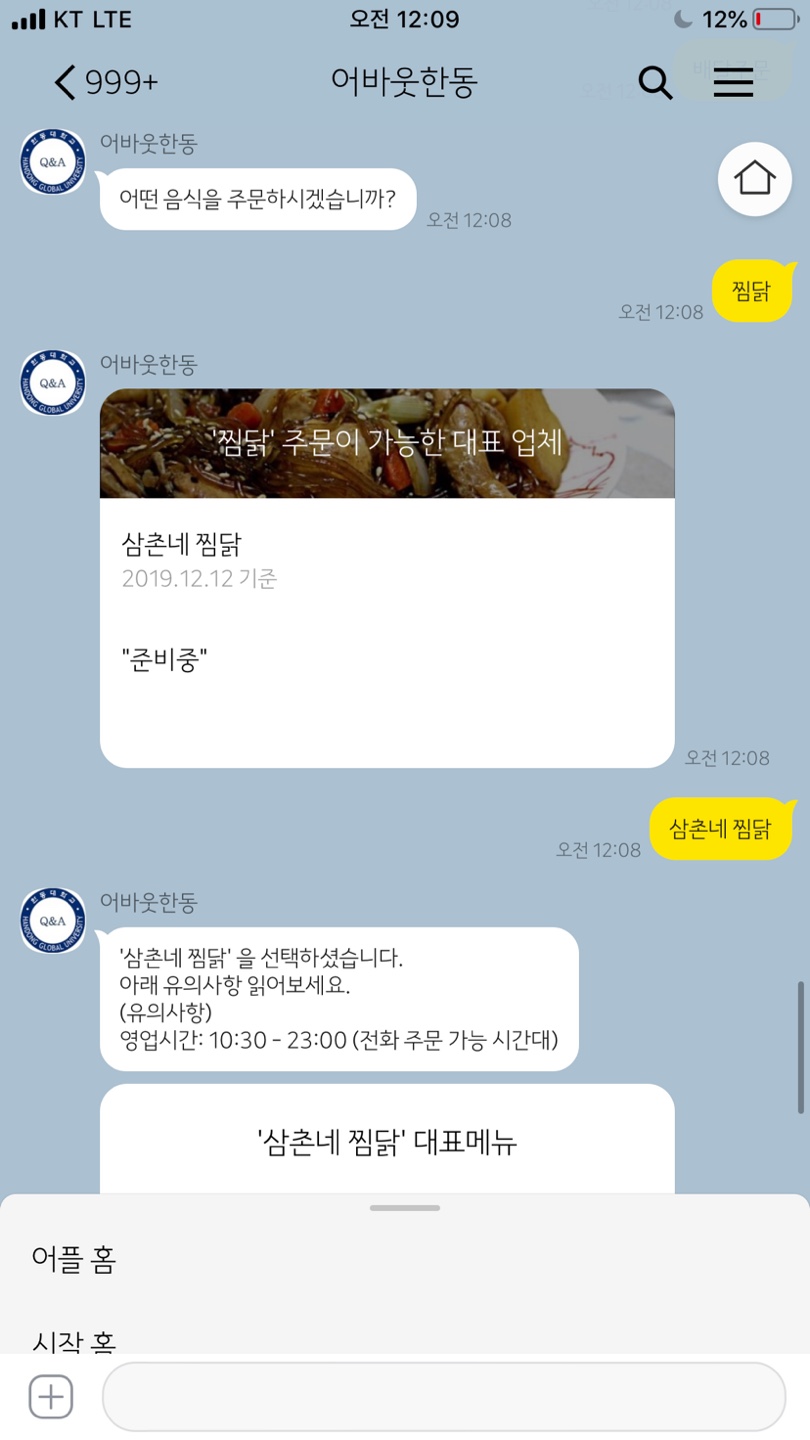 KT LTE 오전 12:09 12%
999+ 어바웃한동
어바웃한동
Q&A
어떤 음식을 주문하시겠습니까?
오전 12:08
찜닭
오전 12:08
어바웃한동
Q&A
'찜닭' 주문이 가능한 대표 업체
삼촌네 찜닭
2019.12.12 기준
"준비중"
오전 12:08
삼촌네 찜닭
오전 12:08
어바웃한동
Q&A
'삼촌네 찜닭' 을 선택하셨습니다.
아래 유의사항 읽어보세요.
(유의사항)
영업시간: 10:30 - 23:00 (전화 주문 가능 시간대)
'삼촌네 찜닭' 대표메뉴
어플 홈
시작 홈